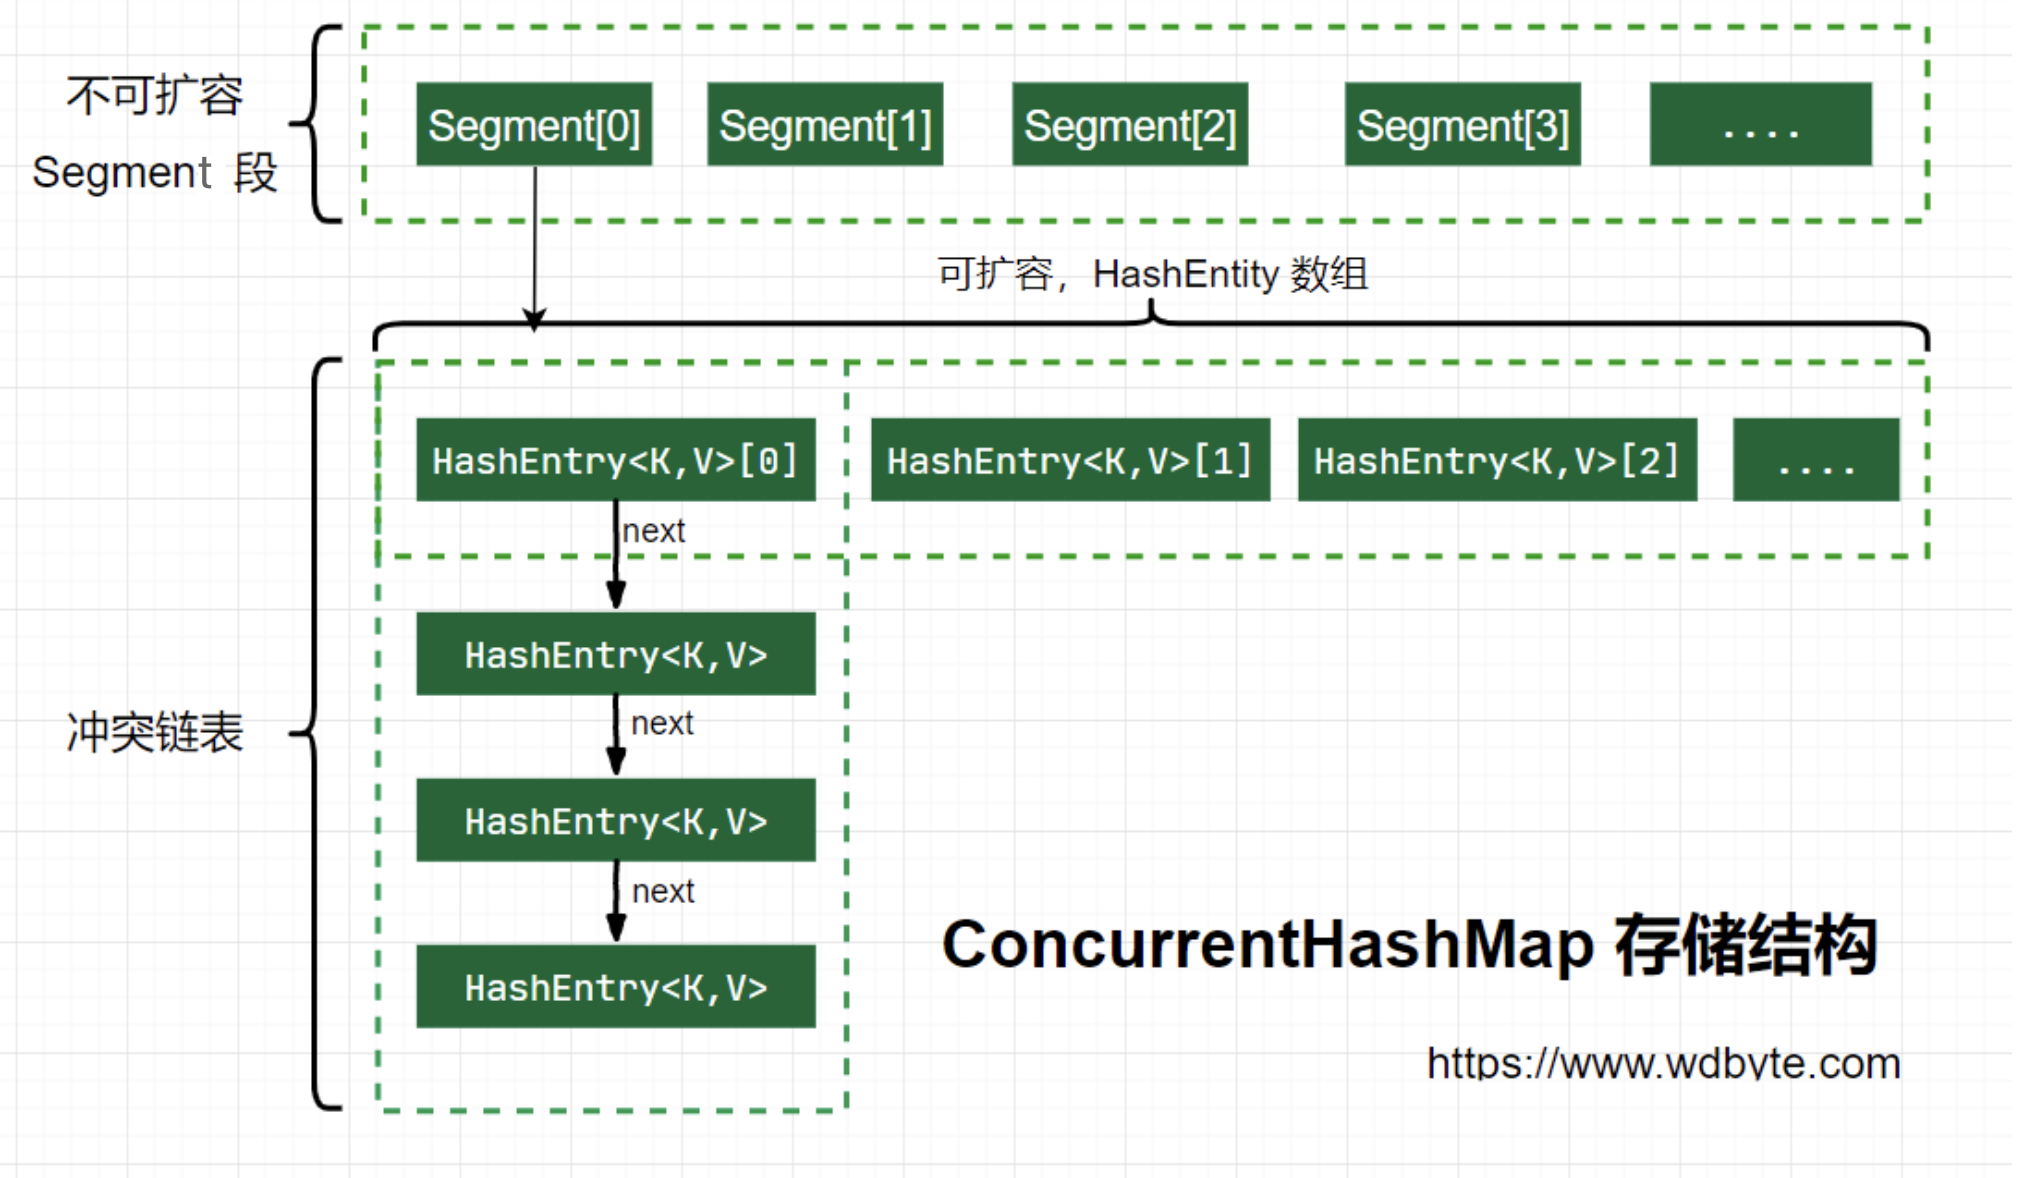 不可扩容
Segment 段
Segment[0]
Segment[1]
Segment[2]
Segment[3]
....
可扩容，HashEntity 数组
HashEntry<K,V>[0]
HashEntry<K,V>[1]
HashEntry<K,V>[2]
....
next
HashEntry<K,V>
next
冲突链表
HashEntry<K,V>
next
HashEntry<K,V>
ConcurrentHashMap 存储结构
https://www.wdbyte.com